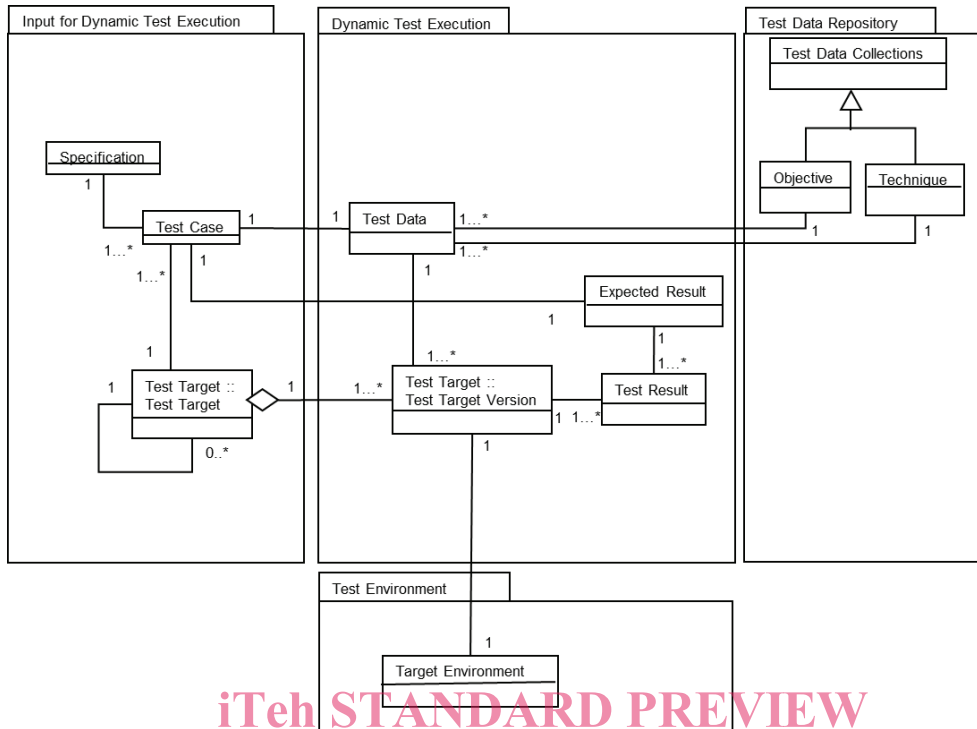 Input for Dynamic Test Execution
Dynamic Test Execution
Test Data Repository
Test Data Collections
Specification
1
Objective
Technique
Test Case
1
1
Test Data
1...*
1
1
1...*
1...*
1
1...*
1
Expected Result
1
1
1
1...*
1...*
1
Test Target ::
Test Target
1
1...*
Test Target ::
Test Target Version
Test Result
1
1...*
0..*
1
Test Environment
1
Target Environment
iTeh STANDARD PREVIEW